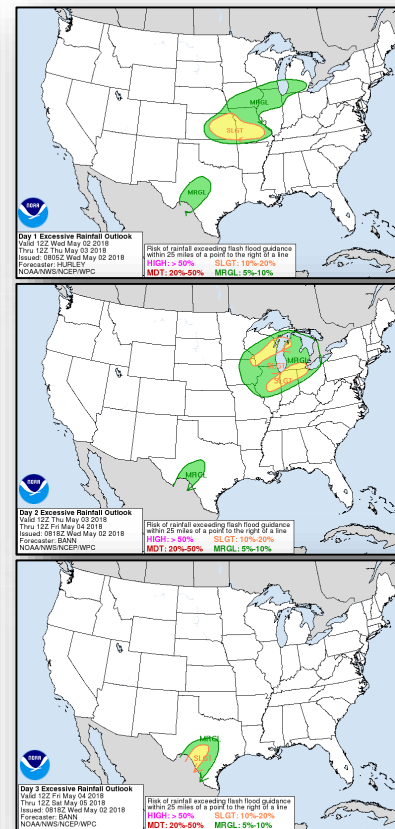 MRGL
SLGT
MRGL
NOAA
Day 1 Excessive Rainfall Outlook
Valid 12Z Wed May 02 2018
Thru 12Z Thu May 03 2018
Issued: 0805Z Wed May 02 2018
Forecaster: HURLEY
NOAA/NWS/NCEP/WPC
Risk of rainfall exceeding flash flood guidance
within 25 miles of a point to the right of a line
HIGH: > 50% SLGT: 10%-20%
MDT: 20%-50% MRGL: 5%-10%
MRGL
SLGT
SLGT
MRGL
NOAA
Day 2 Excessive Rainfall Outlook
Valid 12Z Thu May 03 2018
Thru 12Z Fri May 04 2018
Issued: 0818Z Wed May 02 2018
Forecaster: BANN
NOAA/NWS/NCEP/WPC
Risk of rainfall exceeding flash flood guidance
within 25 miles of a point to the right of a line
HIGH: > 50% SLGT: 10%-20%
MDT: 20%-50% MRGL: 5%-10%
MRGL
SLGT
NOAA
Day 3 Excessive Rainfall Outlook
Valid 12Z Fri May 04 2018
Thru 12Z Sat May 05 2018
Issued: 0818Z Wed May 02 2018
Forecaster: BANN
NOAA/NWS/NCEP/WPC
Risk of rainfall exceeding flash flood guidance
within 25 miles of a point to the right of a line
HIGH: > 50% SLGT: 10%-20%
MDT: 20%-50% MRGL: 5%-10%